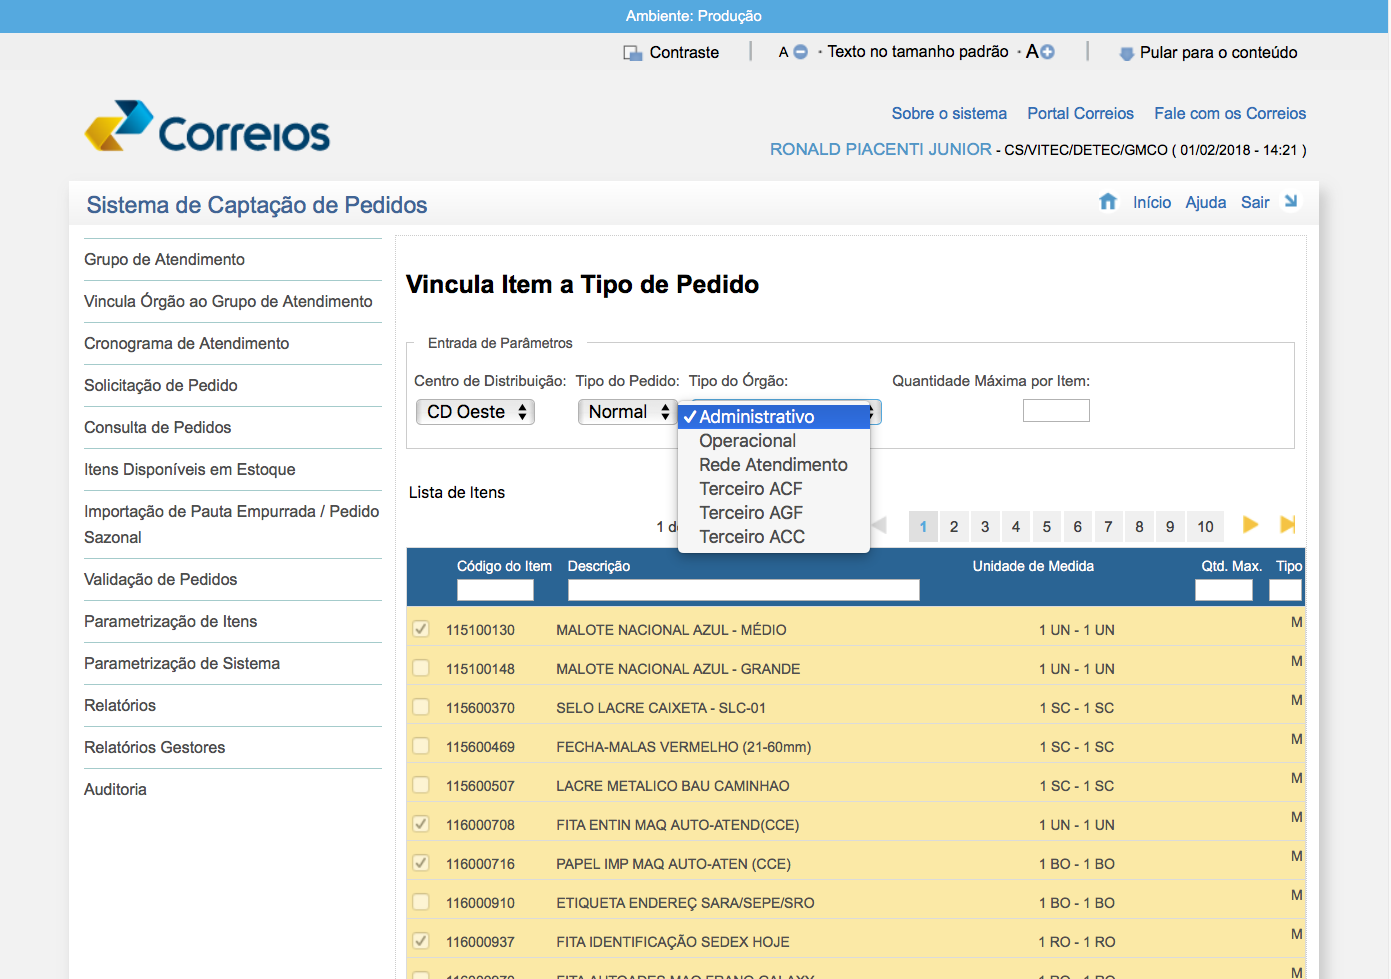 Ambiente: Produção
Contraste
A · Texto no tamanho padrão · A
Pular para o conteúdo
Correios
Sobre o sistema Portal Correios Fale com os Correios
RONALD PIACENTI JUNIOR - CS/VITEC/DETEC/GMCO ( 01/02/2018 - 14:21 )
Sistema de Captação de Pedidos
Início Ajuda Sair
Grupo de Atendimento
Vincula Órgão ao Grupo de Atendimento
Cronograma de Atendimento
Solicitação de Pedido
Consulta de Pedidos
Itens Disponíveis em Estoque
Importação de Pauta Empurrada / Pedido
Sazonal
Validação de Pedidos
Parametrização de Itens
Parametrização de Sistema
Relatórios
Relatórios Gestores
Auditoria
Vincula Item a Tipo de Pedido
Entrada de Parâmetros
Centro de Distribuição: Tipo do Pedido: Tipo do Órgão: Quantidade Máxima por Item:
CD Oeste Normal
Administrativo
Operacional
Rede Atendimento
Terceiro ACF
Terceiro AGF
Terceiro ACC
Lista de Itens
1 1 2 3 4 5 6 7 8 9 10
Código do Item Descrição Unidade de Medida Qtd. Max. Tipo
115100130 MALOTE NACIONAL AZUL - MÉDIO 1 UN - 1 UN M
115100148 MALOTE NACIONAL AZUL - GRANDE 1 UN - 1 UN M
115600370 SELO LACRE CAIXETA - SLC-01 1 SC - 1 SC M
115600469 FECHA-MALAS VERMELHO (21-60mm) 1 SC - 1 SC M
115600507 LACRE METALICO BAU CAMINHAO 1 SC - 1 SC M
116000708 FITA ENTIN MAQ AUTO-ATEND(CCE) 1 UN - 1 UN M
116000716 PAPEL IMP MAQ AUTO-ATEN (CCE) 1 BO - 1 BO M
116000910 ETIQUETA ENDEREÇ SARA/SEPE/SRO 1 BO - 1 BO M
116000937 FITA IDENTIFICAÇÃO SEDEX HOJE 1 RO - 1 RO M
FITA AUTOADES MAQ FRANQ GALAXY 1 RO - 1 RO M